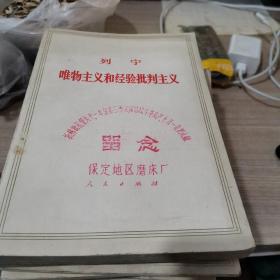 列宁
唯物主义和经验批判主义
留念
保定地区磨床厂
人民出版社